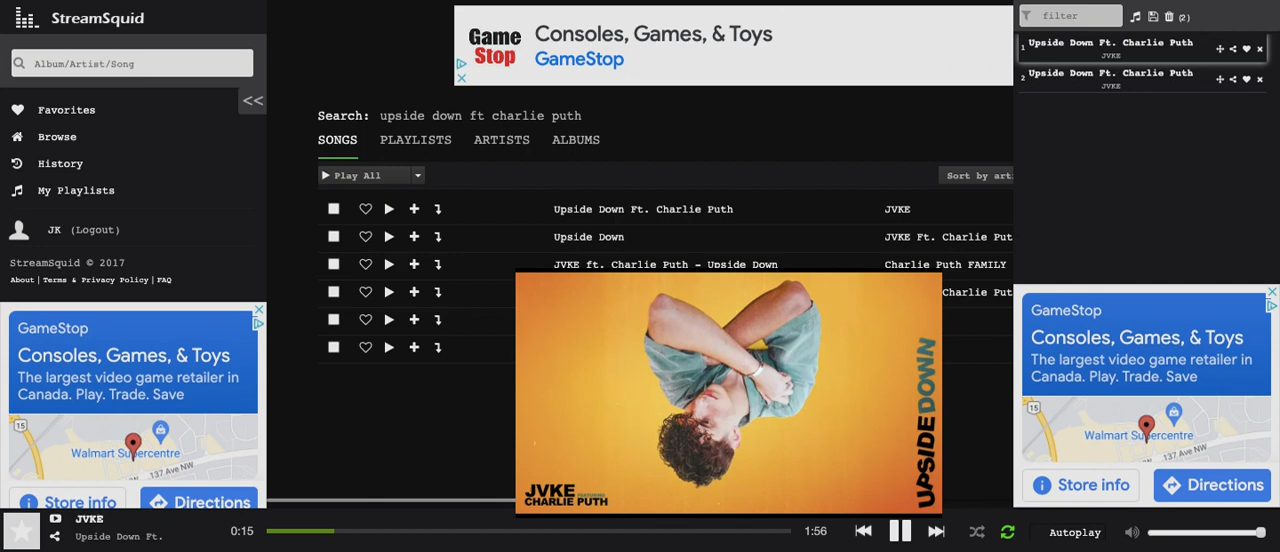 StreamSquid
Album/Artist/Song
<<
Favorites
Browse
History
My Playlists
JK (Logout)
StreamSquid © 2017
About | Terms & Privacy Policy | FAQ
GameStop
Consoles, Games, & Toys
The largest video game retailer in
Canada. Play. Trade. Save
15
Walmart Supercentre
137 Ave NW
Store info
Directions
Game
Stop
Consoles, Games, & Toys
GameStop
Search: upside down ft charlie puth
SONGS PLAYLISTS ARTISTS ALBUMS
Play All
Sort by arti
Upside Down Ft. Charlie Puth JVKE
Upside Down JVKE Ft. Charlie Put
JVKE ft. Charlie Puth - Upside Down Charlie Puth FAMILY
Charlie Put
UPSIDE DOWN
JVKE FEATURING
CHARLIE PUTH
filter
(2)
1 Upside Down Ft. Charlie Puth
JVKE
2 Upside Down Ft. Charlie Puth
JVKE
GameStop
Consoles, Games, & Toys
The largest video game retailer in
Canada. Play. Trade. Save
15
Walmart Supercentre
137 Ave NW
Store info
Directions
JVKE
Upside Down Ft.
0:15
1:56
Autoplay